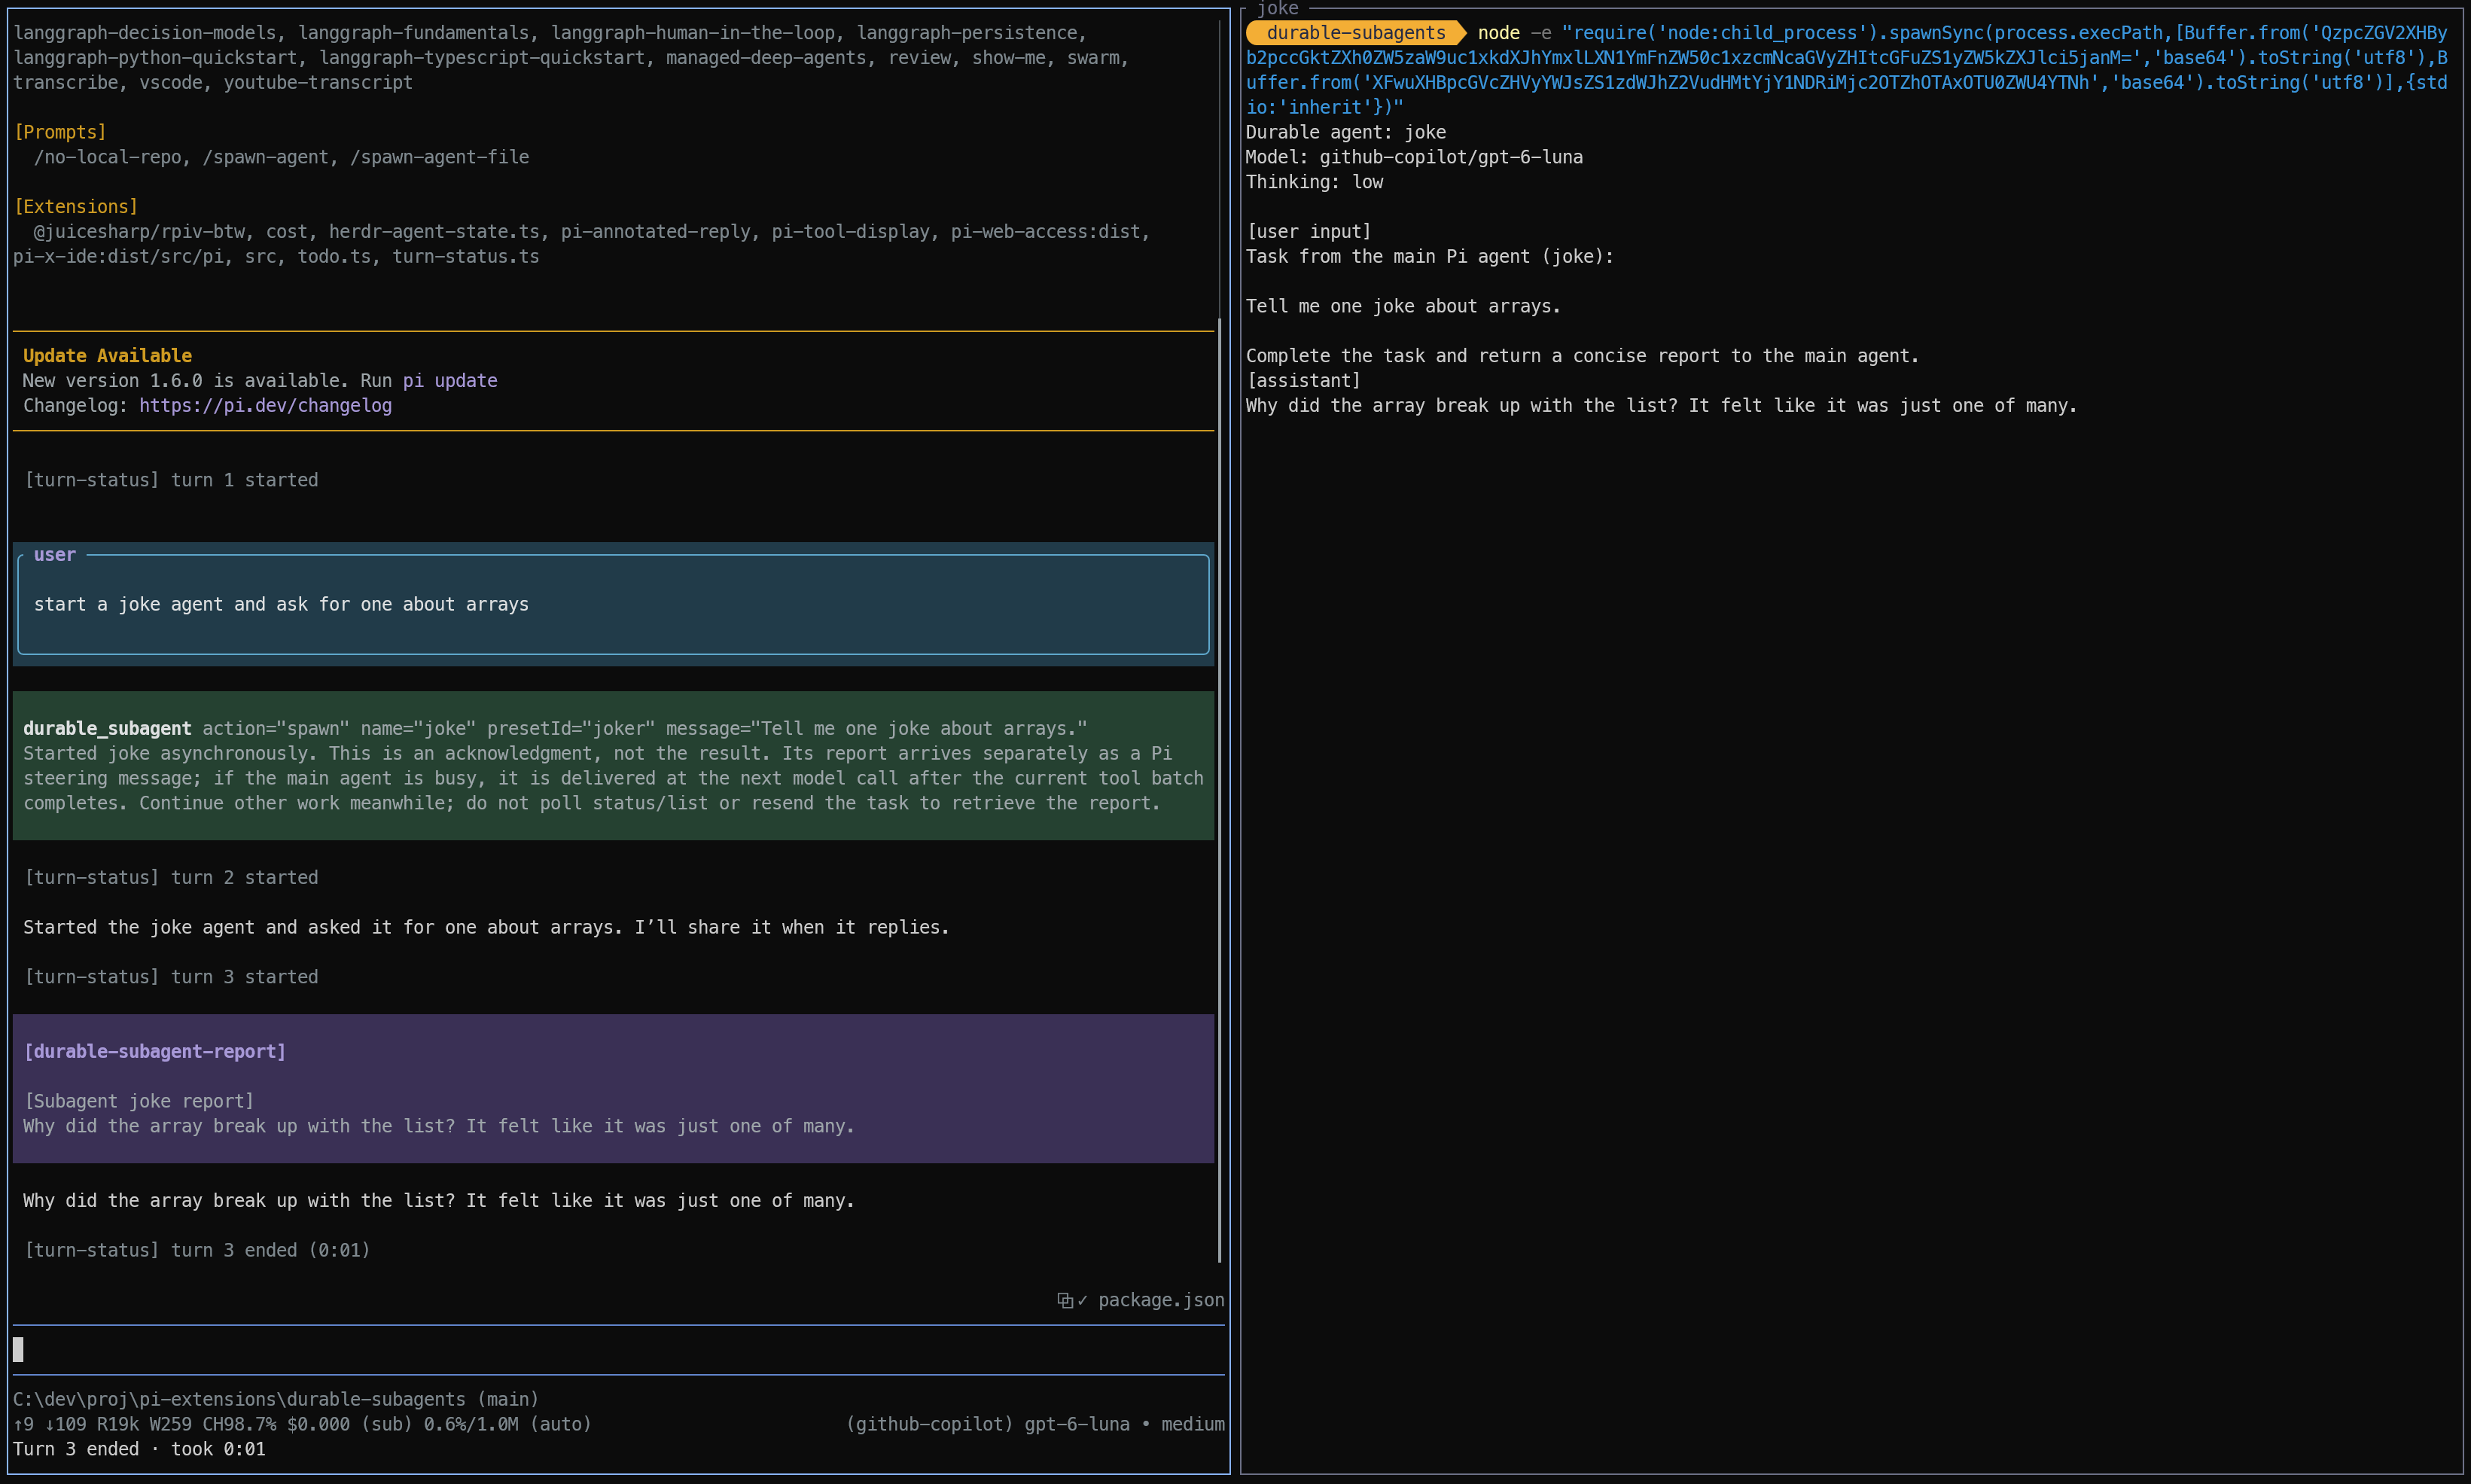 langgraph-decision-models, langgraph-fundamentals, langgraph-human-in-the-loop, langgraph-persistence,
langgraph-python-quickstart, langgraph-typescript-quickstart, managed-deep-agents, review, show-me, swarm,
transcribe, vscode, youtube-transcript
[Prompts]
/no-local-repo, /spawn-agent, /spawn-agent-file
[Extensions]
@juicesharp/rpiv-btw, cost, herdr-agent-state.ts, pi-annotated-reply, pi-tool-display, pi-web-access:dist,
pi-x-ide:dist/src/pi, src, todo.ts, turn-status.ts
Update Available
New version 1.6.0 is available. Run pi update
Changelog: https://pi.dev/changelog
[turn-status] turn 1 started
user
start a joke agent and ask for one about arrays
durable_subagent action="spawn" name="joke" presetId="joker" message="Tell me one joke about arrays."
Started joke asynchronously. This is an acknowledgment, not the result. Its report arrives separately as a Pi
steering message; if the main agent is busy, it is delivered at the next model call after the current tool batch
completes. Continue other work meanwhile; do not poll status/list or resend the task to retrieve the report.
[turn-status] turn 2 started
Started the joke agent and asked it for one about arrays. I’ll share it when it replies.
[turn-status] turn 3 started
[durable-subagent-report]
[Subagent joke report]
Why did the array break up with the list? It felt like it was just one of many.
Why did the array break up with the list? It felt like it was just one of many.
[turn-status] turn 3 ended (0:01)
✓ package.json
C:\dev\proj\pi-extensions\durable-subagents (main)
↑9 ↓109 R19k W259 CH98.7% $0.000 (sub) 0.6%/1.0M (auto) (github-copilot) gpt-6-luna • medium
Turn 3 ended · took 0:01
joke
durable-subagents node -e "require('node:child_process').spawnSync(process.execPath,[Buffer.from('QzpcZGV2XHBy
b2pccGktZXh0ZW5zaW9uc1xkdXJhYmxlLXN1YmFnZW50c1xzcmNcaGVyZHItcGFuZS1yZW5kZXJlci5janM=','base64').toString('utf8'),B
uffer.from('XFwuXHBpcGVcZHVyYWJsZS1zdWJhZ2VudHMtYjY1NDRiMjc2OTZhOTAxOTU0ZWU4YTNh','base64').toString('utf8')],{std
io:'inherit'})"
Durable agent: joke
Model: github-copilot/gpt-6-luna
Thinking: low
[user input]
Task from the main Pi agent (joke):
Tell me one joke about arrays.
Complete the task and return a concise report to the main agent.
[assistant]
Why did the array break up with the list? It felt like it was just one of many.